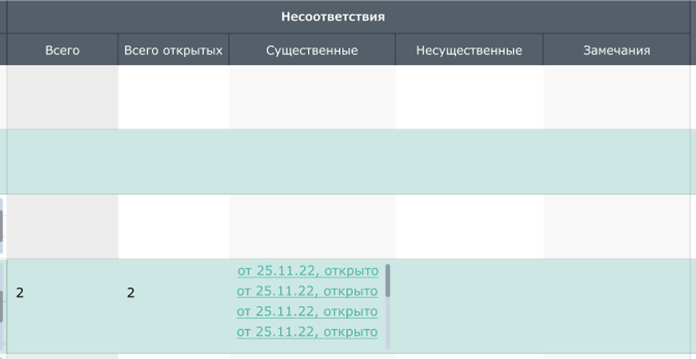 Несоответствия
Всего Всего открытых Существенные Несущественные Замечания
от 25.11.22, открыто
2 2 от 25.11.22, открыто
от 25.11.22, открыто
от 25.11.22, открыто